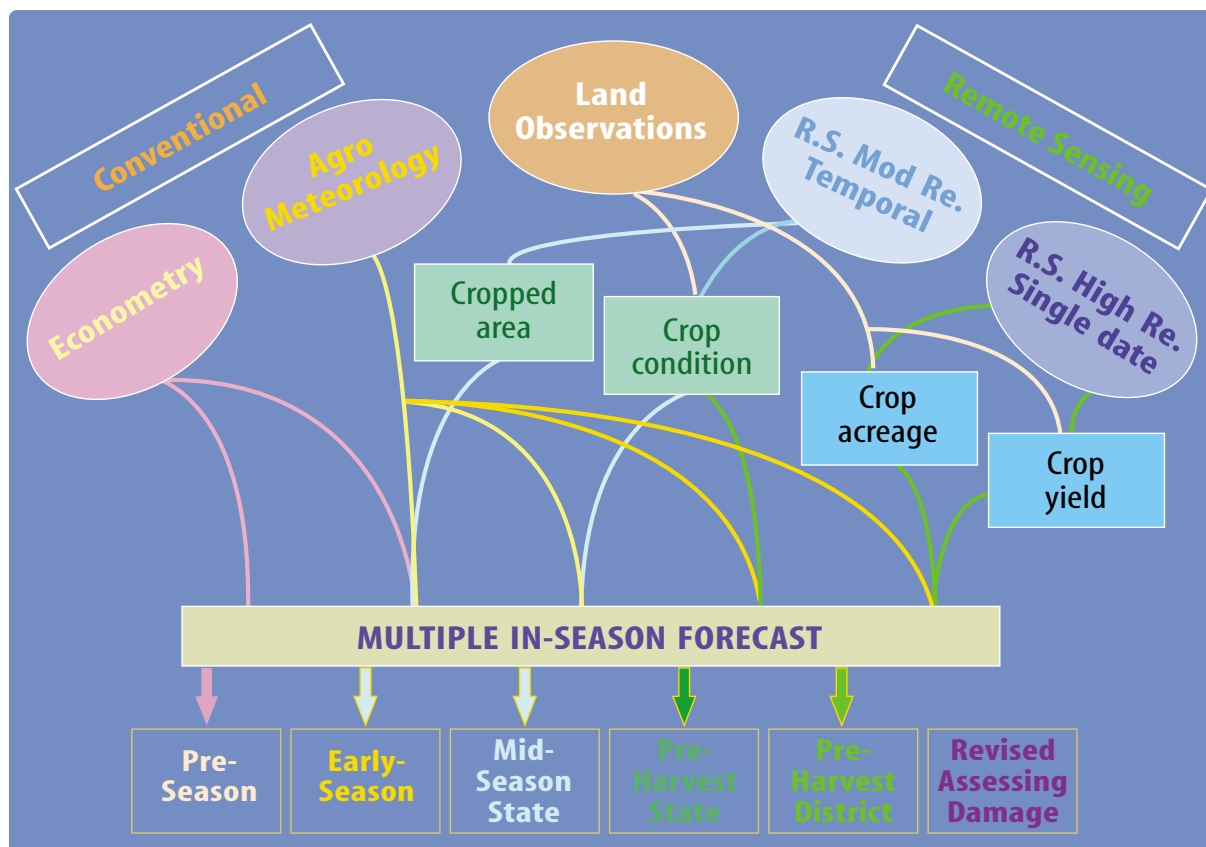 Conventional
Agro
Meteorology
Econometry
Land
Observations
R.S. Mod Re.
Temporal
Remote Sensing
R.S. High Re.
Single date
Cropped
area
Crop
condition
Crop
acreage
Crop
yield
MULTIPLE IN-SEASON FORECAST
Pre-
Season
Early-
Season
Mid-
Season
State
Pre-
Harvest
State
Pre-
Harvest
District
Revised
Assessing
Damage